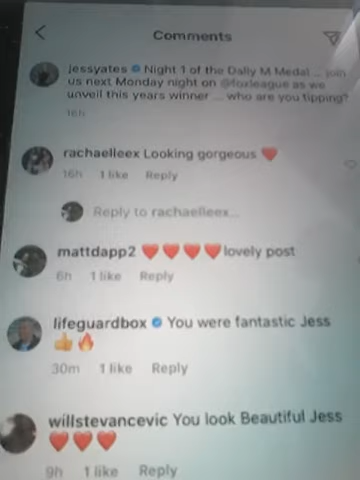 Comments
jessyates Night 1 of the Dally M Medal ... join
us next Monday night on @foxleague as we
unveil this years winner ... who are you tipping?
16h
rachaelleex Looking gorgeous ❤️
16h 1 like Reply
Reply to rachaelleex...
mattdapp2 ❤️❤️❤️❤️lovely post
6h 1 like Reply
lifeguardbox You were fantastic Jess
👍🔥
30m 1 like Reply
willstevancevic You look Beautiful Jess
❤️❤️❤️
9h 1 like Reply